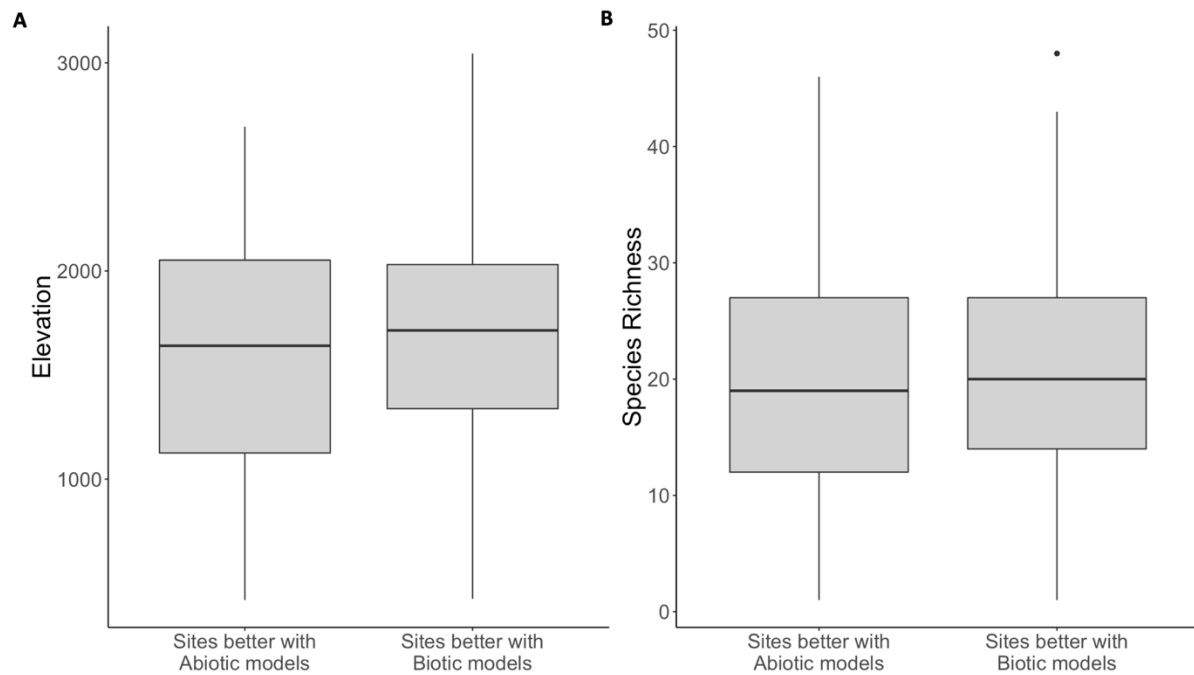 A
Elevation
3000
2000
1000
Sites better with
Abiotic models
Sites better with
Biotic models
B
Species Richness
50
40
30
20
10
0
Sites better with
Abiotic models
Sites better with
Biotic models